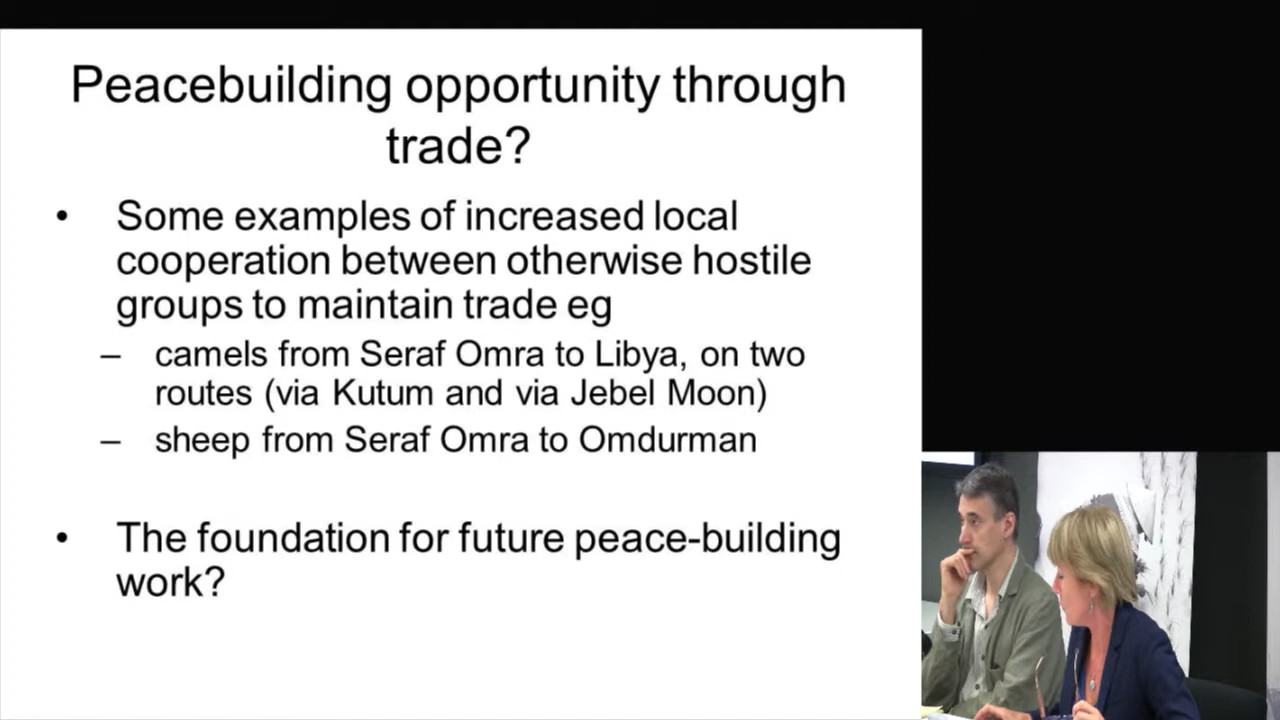 Peacebuilding opportunity through
trade?
• Some examples of increased local
cooperation between otherwise hostile
groups to maintain trade eg
– camels from Seraf Omra to Libya, on two
routes (via Kutum and via Jebel Moon)
– sheep from Seraf Omra to Omdurman
• The foundation for future peace-building
work?